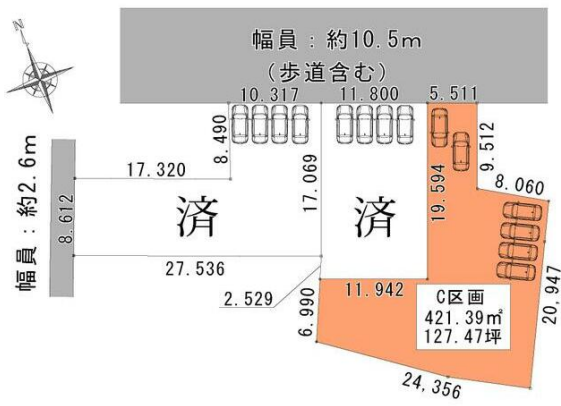 N
幅員：約10.5m
(歩道含む)
10.317
11.800
5.511
8.490
9.512
幅員：約2.6m
17.320
17.069
19.594
8.060
8.612
済
済
27.536
20,947
2.529
11.942
C区画
421.39㎡
127.47坪
6.990
24,356